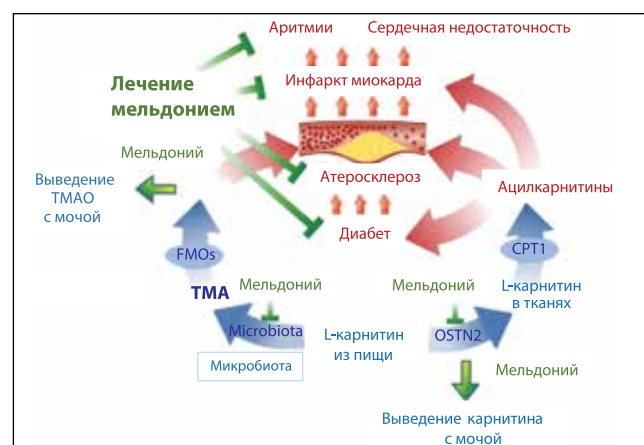 Аритмии
Сердечная недостаточность
Лечение
мельдонием
Инфаркт миокарда
Мельдоний
Выведение
ТМАО
с мочой
Атеросклероз
Ацилкарнитины
Диабет
FMOs
CPT1
TMA
Мельдоний
Мельдоний
L-карнитин
в тканях
Microbiota
L-карнитин
из пищи
OSTN2
Микробиота
Мельдоний
Выведение карнитина
с мочой